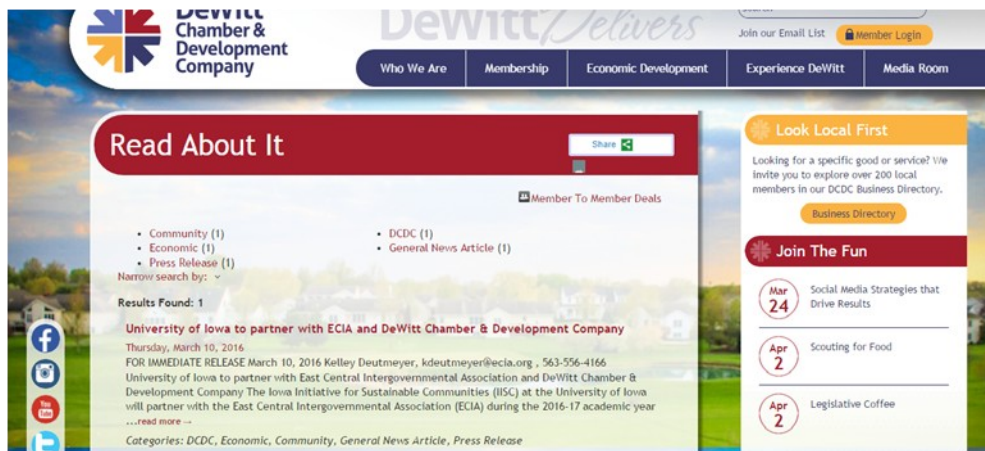 DeWitt
Chamber &
Development
Company
DeWitt Delivers
Join our Email List
Member Login
Who We Are
Membership
Economic Development
Experience DeWitt
Media Room
Read About It
Share
Member To Member Deals
• Community (1)
• Economic (1)
• Press Release (1)
• DCDC (1)
• General News Article (1)
Narrow search by:
Results Found: 1
University of Iowa to partner with ECIA and DeWitt Chamber & Development Company
Thursday, March 10, 2016
FOR IMMEDIATE RELEASE March 10, 2016 Kelley Deutmeyer, kdeutmeyer@ecia.org , 563-556-4166
University of Iowa to partner with East Central Intergovernmental Association and DeWitt Chamber &
Development Company The Iowa Initiative for Sustainable Communities (IISC) at the University of Iowa
will partner with the East Central Intergovernmental Association (ECIA) during the 2016-17 academic year
...read more →
Categories: DCDC, Economic, Community, General News Article, Press Release
Look Local First
Looking for a specific good or service? We
invite you to explore over 200 local
members in our DCDC Business Directory.
Business Directory
Join The Fun
Mar
24
Social Media Strategies that
Drive Results
Apr
2
Scouting for Food
Apr
2
Legislative Coffee
You
Tube